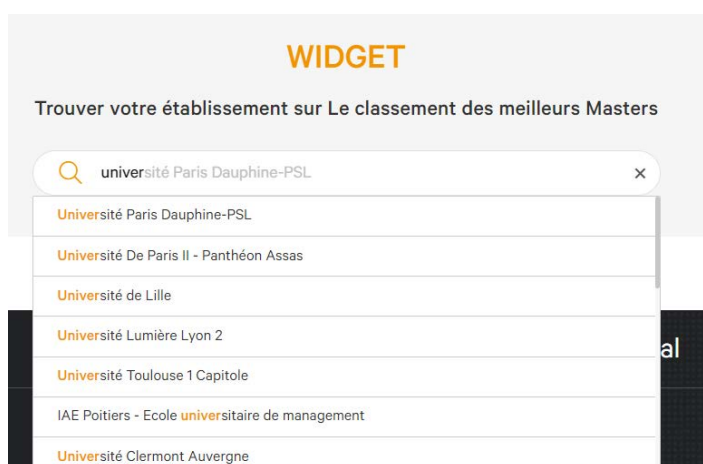 WIDGET
Trouver votre établissement sur Le classement des meilleurs Masters
université Paris Dauphine-PSL ×
Université Paris Dauphine-PSL
Université De Paris II - Panthéon Assas
Université de Lille
Université Lumière Lyon 2
al
Université Toulouse 1 Capitole
IAE Poitiers - Ecole universitaire de management
Université Clermont Auvergne